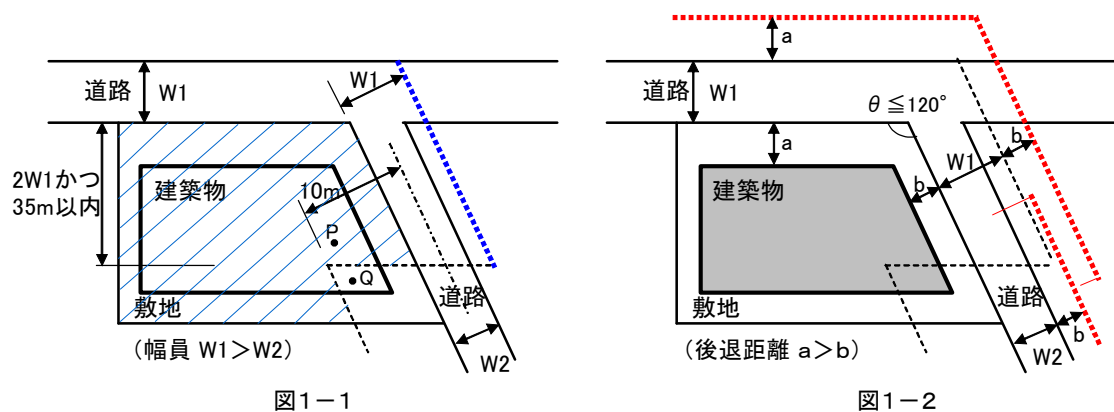 道路
W1
W1
2W1かつ
35m以内
建築物
10m
P
Q
敷地
道路
W2
(幅員 W1>W2)
図1-1
a
道路
W1
θ≦120°
a
b
W1
b
建築物
敷地
道路
b
W2
(後退距離 a>b)
図1-2